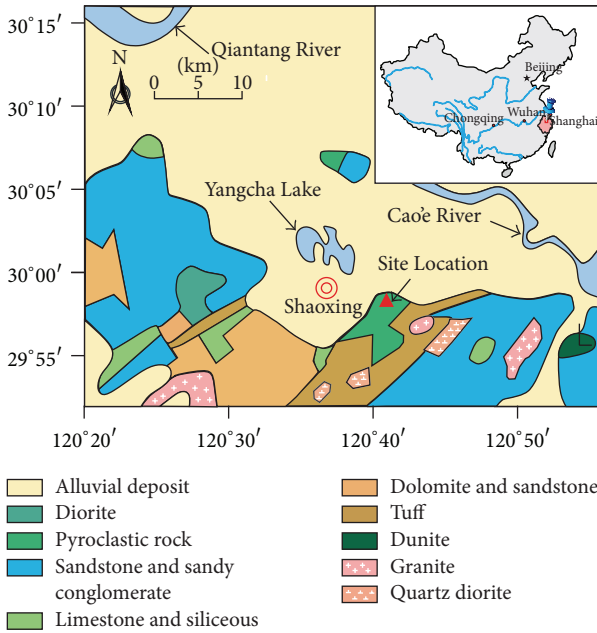 30°15′
30°10′
30°05′
30°00′
29°55′
120°20′
120°30′
120°40′
120°50′
Qiantang River
N
(km)
0 5 10
Beijing
Chongqing
Wuhan
Shanghai
Yangcha Lake
Cao'e River
Site Location
Shaoxing
Alluvial deposit
Diorite
Pyroclastic rock
Sandstone and sandy
conglomerate
Limestone and siliceous
Dolomite and sandstone
Tuff
Dunite
Granite
Quartz diorite